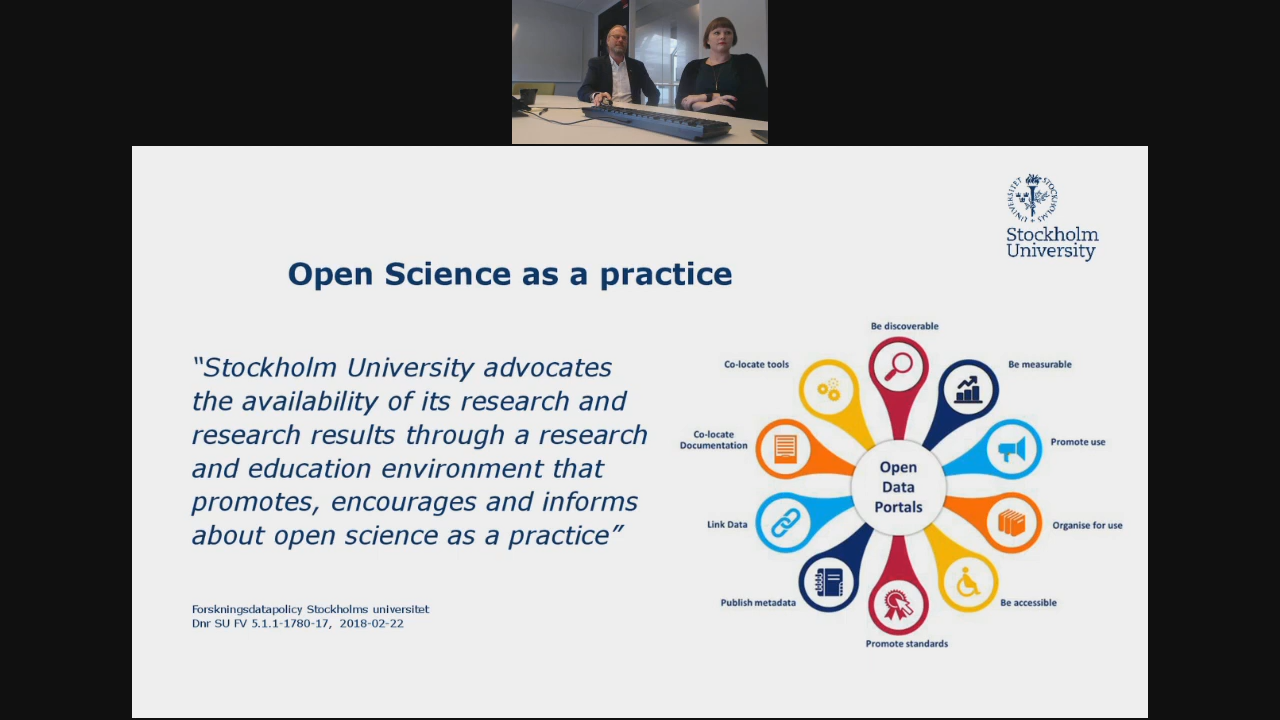 STOCKHOLMS UNIVERSITET
Stockholm
University
Open Science as a practice
“Stockholm University advocates
the availability of its research and
research results through a research
and education environment that
promotes, encourages and informs
about open science as a practice”
Forskningsdatapolicy Stockholms universitet
Dnr SU FV 5.1.1-1780-17, 2018-02-22
Be discoverable
Co-locate tools
Be measurable
Co-locate
Documentation
Promote use
Open
Data
Portals
Link Data
Organise for use
Publish metadata
Be accessible
Promote standards